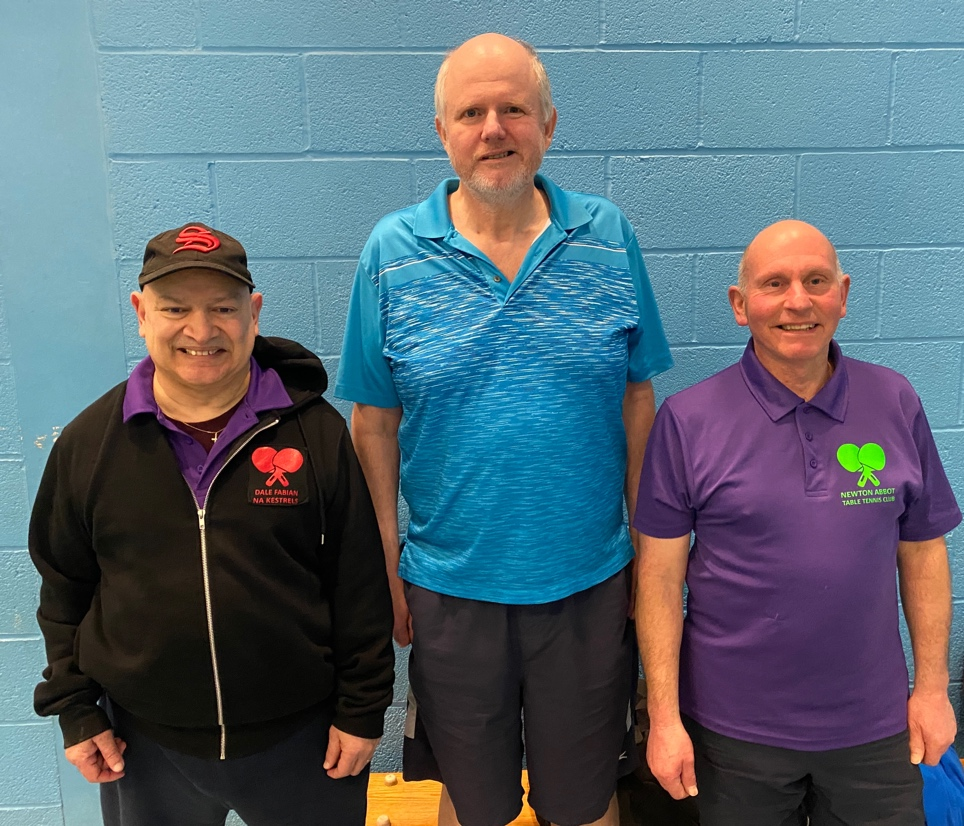 S
DALE FABIAN
NA KESTRELS
NEWTON ABBOT
TABLE TENNIS CLUB